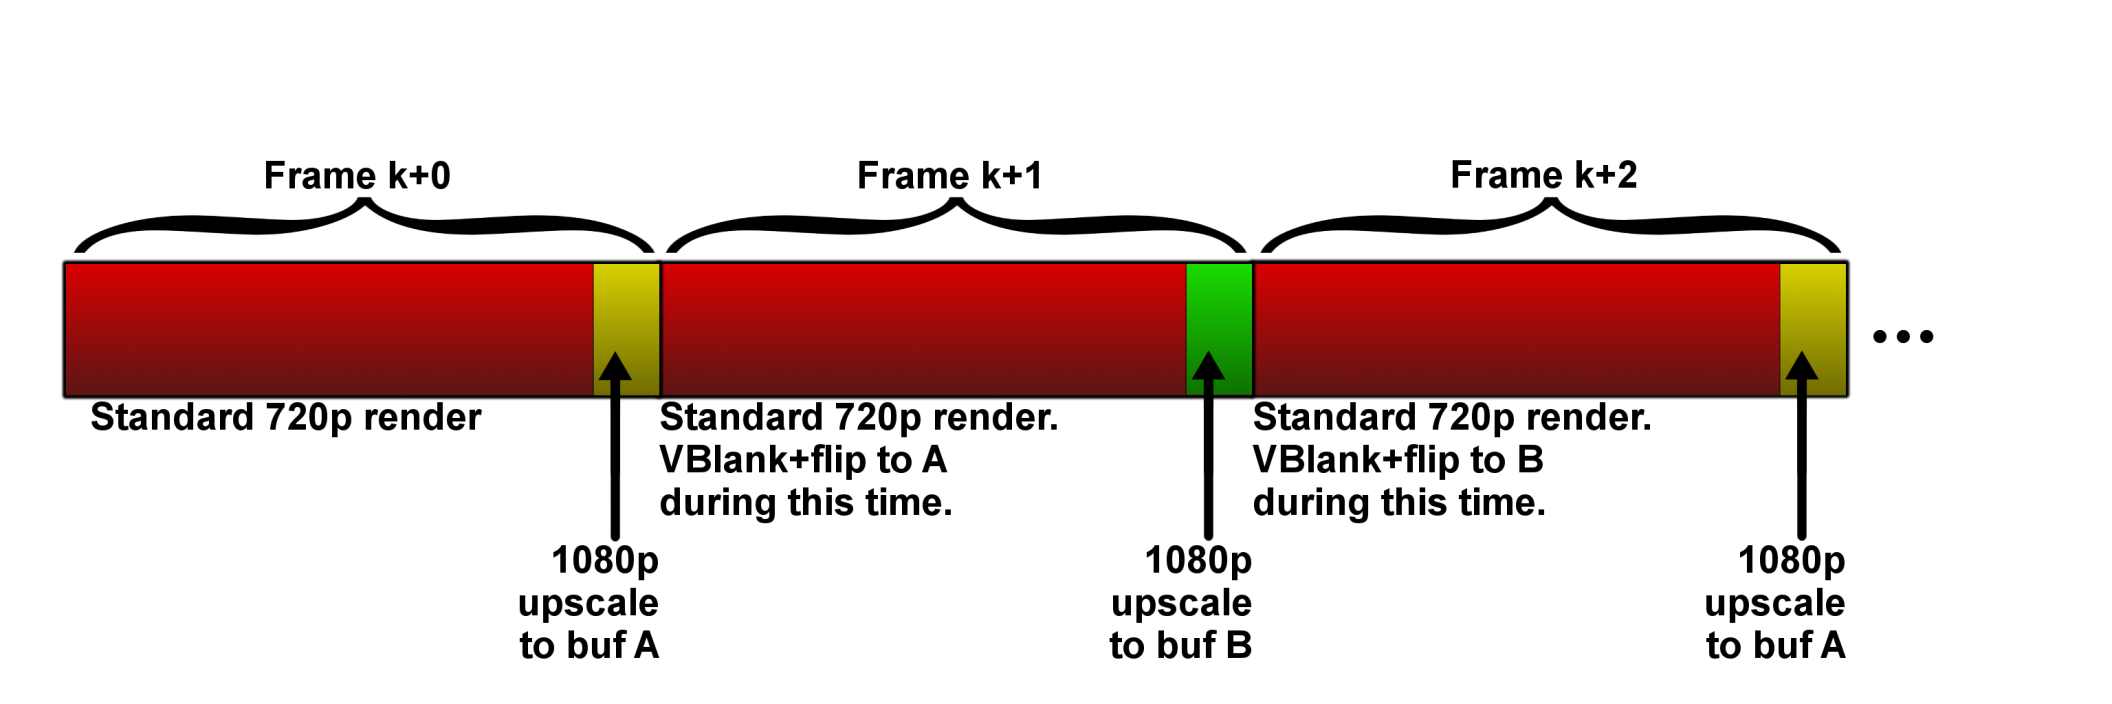 Frame k+0
Frame k+1
Frame k+2
Standard 720p render
Standard 720p render.
VBlank+flip to A
during this time.
Standard 720p render.
VBlank+flip to B
during this time.
1080p
upscale
to buf A
1080p
upscale
to buf B
1080p
upscale
to buf A
...